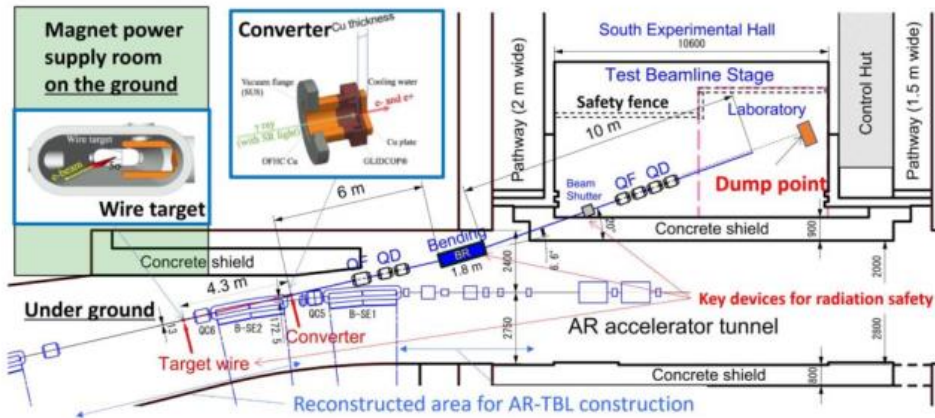 Magnet power
supply room
on the ground
Wire target
e-beam
Wire target
Converter
Cu thickness
Vacuum flange
(SUS)
Cooling water
e- and e+
γ ray
(with SR light)
Cu plate
OFHC Cu
GLIDCOP®
South Experimental Hall
10600
Test Beamline Stage
Safety fence
Laboratory
10 m
Pathway (2 m wide)
Control Hut
Pathway (1.5 m wide)
Beam
Shutter
QF
QD
Dump point
6 m
Concrete shield
900
Concrete shield
QF
QD
Bending
BR
1.8 m
2400
2000
4.3 m
Under ground
Key devices for radiation safety
QC6
B-SE2
172.5
QC5
B-SE1
Converter
Target wire
AR accelerator tunnel
2750
2800
Concrete shield
800
Reconstructed area for AR-TBL construction